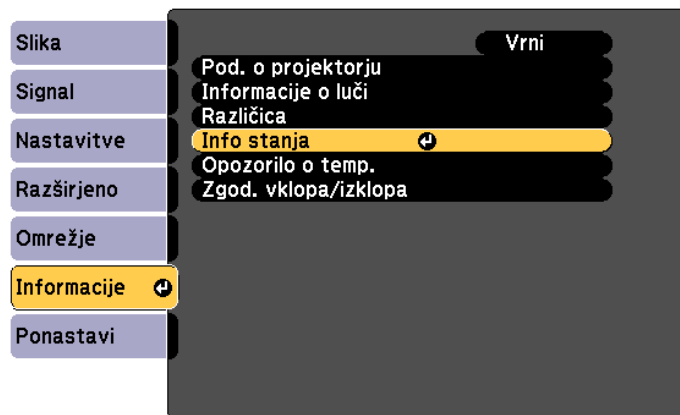 Slika
Signal
Nastavitve
Razširjeno
Omrežje
Informacije
Ponastavi
Vrni
Pod. o projektorju
Informacije o luči
Različica
Info stanja
Opozorilo o temp.
Zgod. vklopa/izklopa